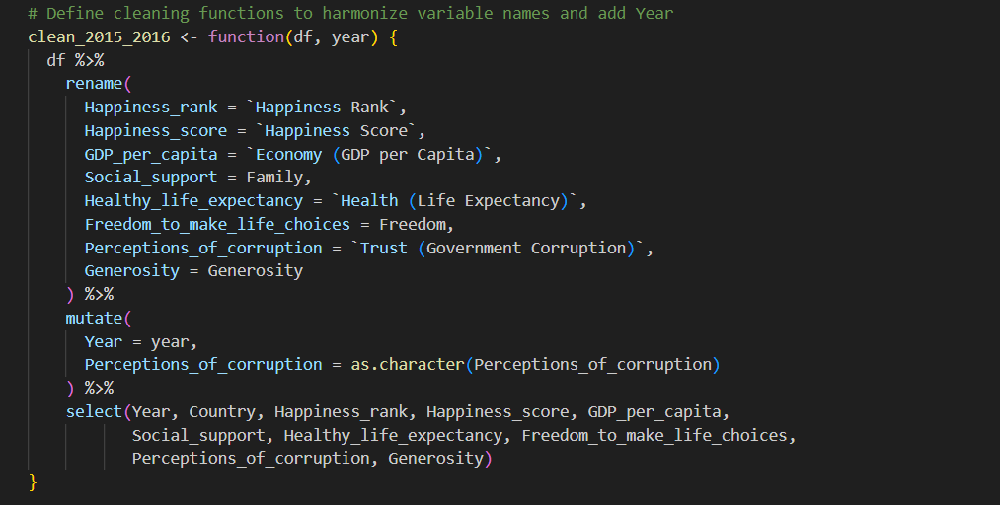 # Define cleaning functions to harmonize variable names and add Year
clean_2015_2016 <- function(df, year) {
  df %>%
    rename(
      Happiness_rank = `Happiness Rank`,
      Happiness_score = `Happiness Score`,
      GDP_per_capita = `Economy (GDP per Capita)`,
      Social_support = Family,
      Healthy_life_expectancy = `Health (Life Expectancy)`,
      Freedom_to_make_life_choices = Freedom,
      Perceptions_of_corruption = `Trust (Government Corruption)`,
      Generosity = Generosity
    ) %>%
    mutate(
      Year = year,
      Perceptions_of_corruption = as.character(Perceptions_of_corruption)
    ) %>%
    select(Year, Country, Happiness_rank, Happiness_score, GDP_per_capita,
           Social_support, Healthy_life_expectancy, Freedom_to_make_life_choices,
           Perceptions_of_corruption, Generosity)
}